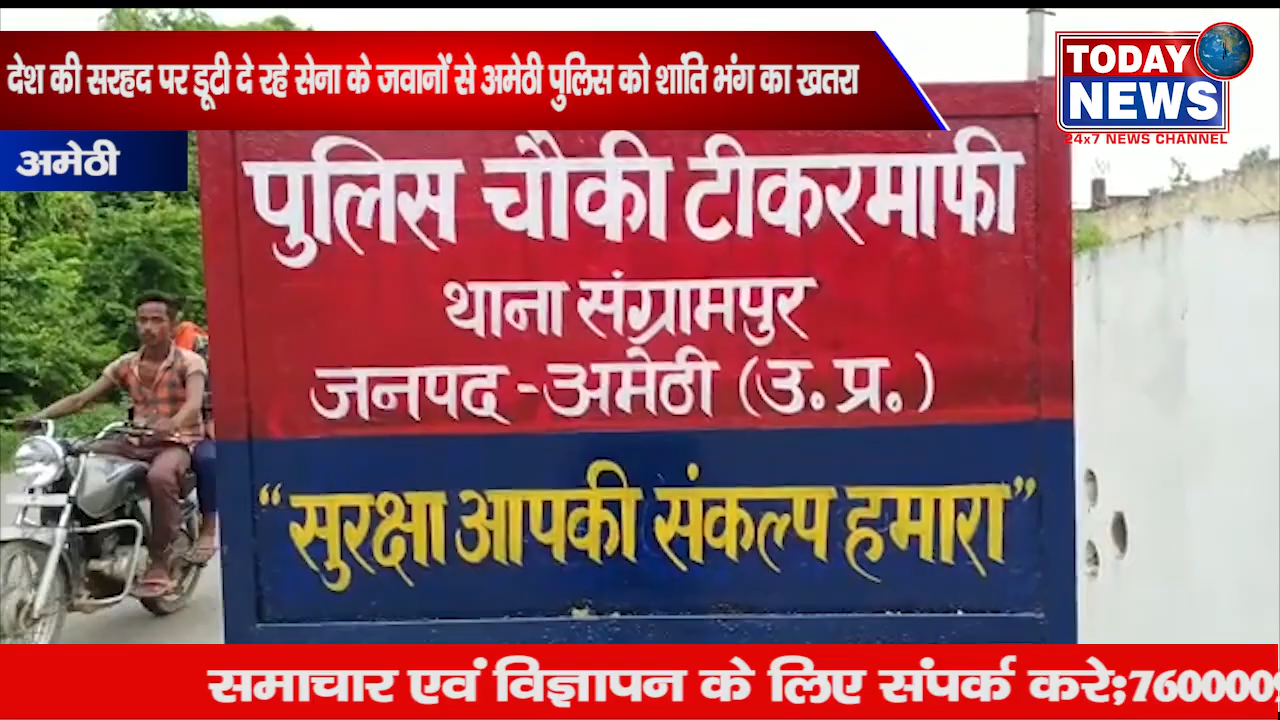 देश की सरहद पर डूटी दे रहे सेना के जवानों से अमेठी पुलिस को शांति भंग का खतरा
TODAY
NEWS
24x7 NEWS CHANNEL
अमेठी
पुलिस चौकी टीकरमाफी
थाना संग्रामपुर
जनपद -अमेठी (उ.प्र.)
“सुरक्षा आपकी संकल्प हमारा”
समाचार एवं विज्ञापन के लिए संपर्क करे;760000